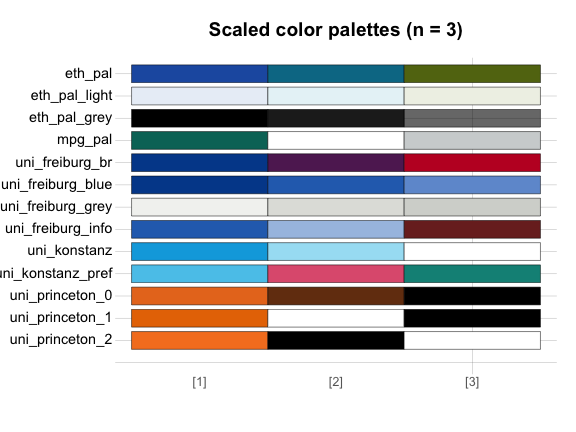 Scaled color palettes (n = 3)
eth_pal
eth_pal_light
eth_pal_grey
mpg_pal
uni_freiburg_br
uni_freiburg_blue
uni_freiburg_grey
uni_freiburg_info
uni_konstanz
uni_konstanz_pref
uni_princeton_0
uni_princeton_1
uni_princeton_2
[1] [2] [3]